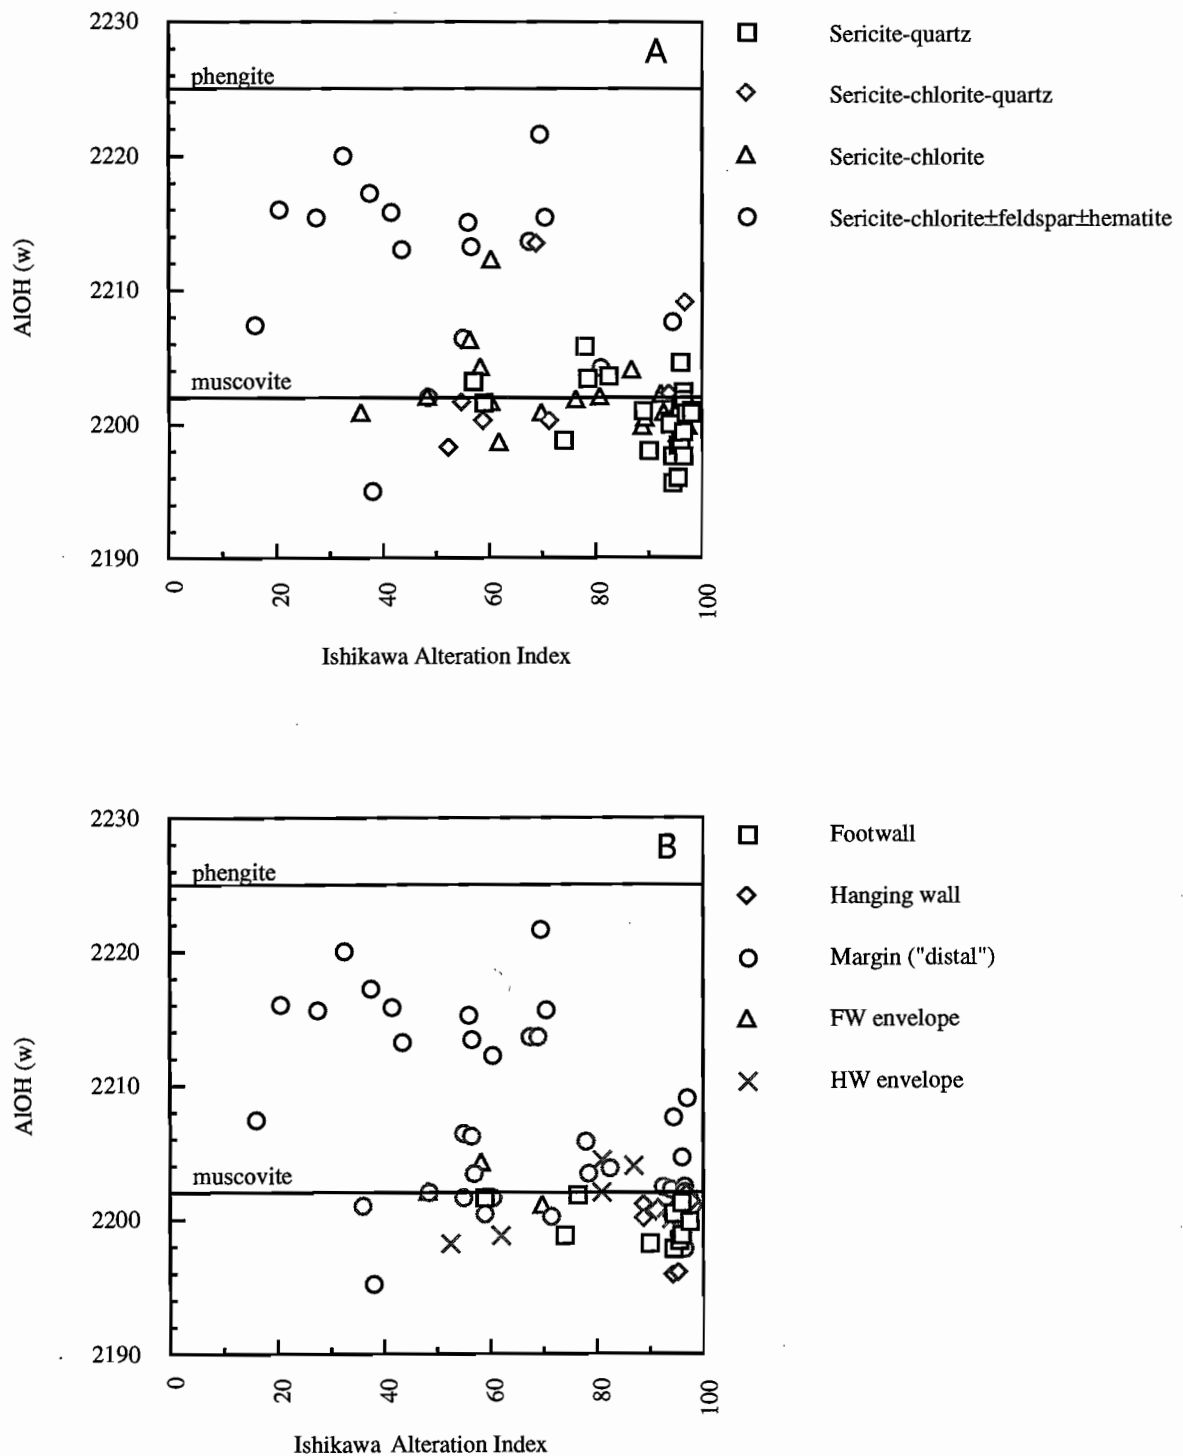 2230
A
phengite
2220
2210
muscovite
2200
2190
AlOH (w)
0
20
40
60
80
100
Ishikawa Alteration Index
Sericite-quartz
Sericite-chlorite-quartz
Sericite-chlorite
Sericite-chlorite±feldspar±hematite
2230
B
phengite
2220
2210
muscovite
2200
2190
AlOH (w)
0
20
40
60
80
100
Ishikawa Alteration Index
Footwall
Hanging wall
Margin ("distal")
FW envelope
HW envelope